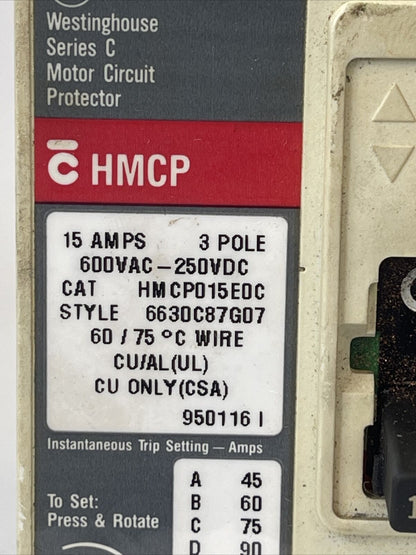 Westinghouse
Series C
Motor Circuit
Protector
C HMCP
15 AMPS 3 POLE
600VAC-250VDC
CAT HMCP015E0C
STYLE 6630C87G07
60 / 75 °C WIRE
CU/AL(UL)
CU ONLY(CSA)
950116 I
Instantaneous Trip Setting — Amps
To Set:
Press & Rotate
A 45
B 60
C 75
D 90